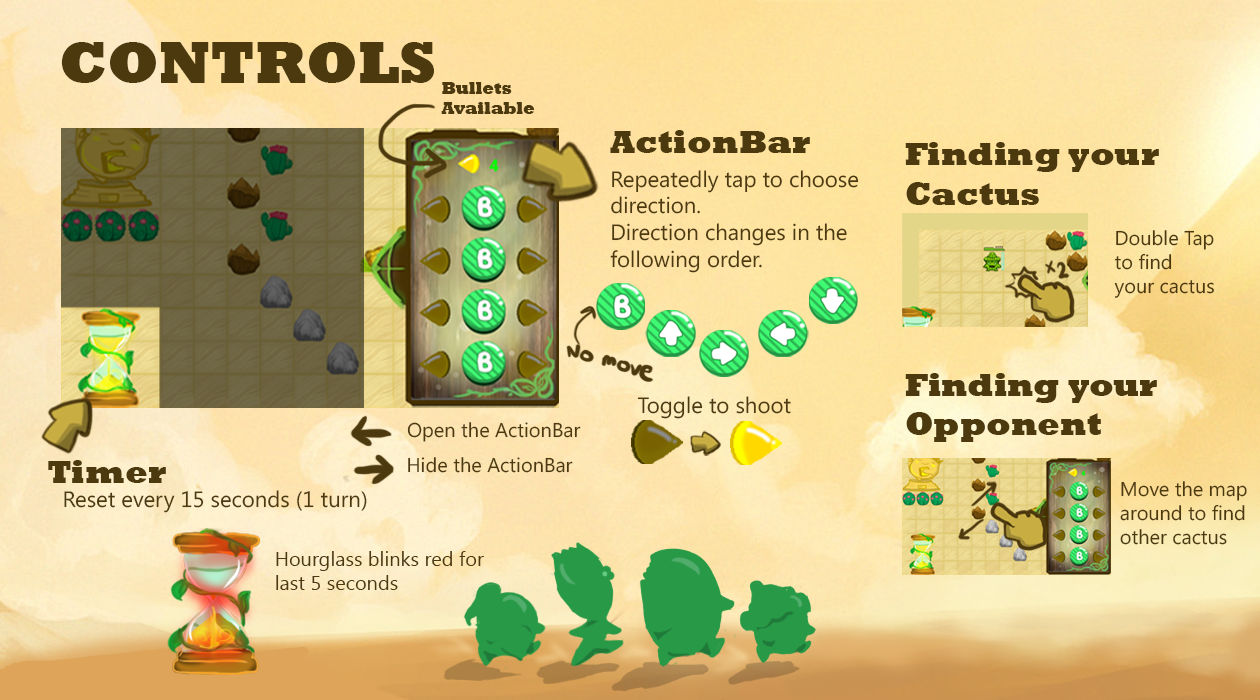 CONTROLS
Bullets
Available
ActionBar
Repeatedly tap to choose
direction.
Direction changes in the
following order.
B
B
B
B
B
No move
Toggle to shoot
Open the ActionBar
Hide the ActionBar
Timer
Reset every 15 seconds (1 turn)
Hourglass blinks red for
last 5 seconds
Finding your
Cactus
x2
Double Tap
to find
your cactus
Finding your
Opponent
B
B
B
B
Move the map
around to find
other cactus